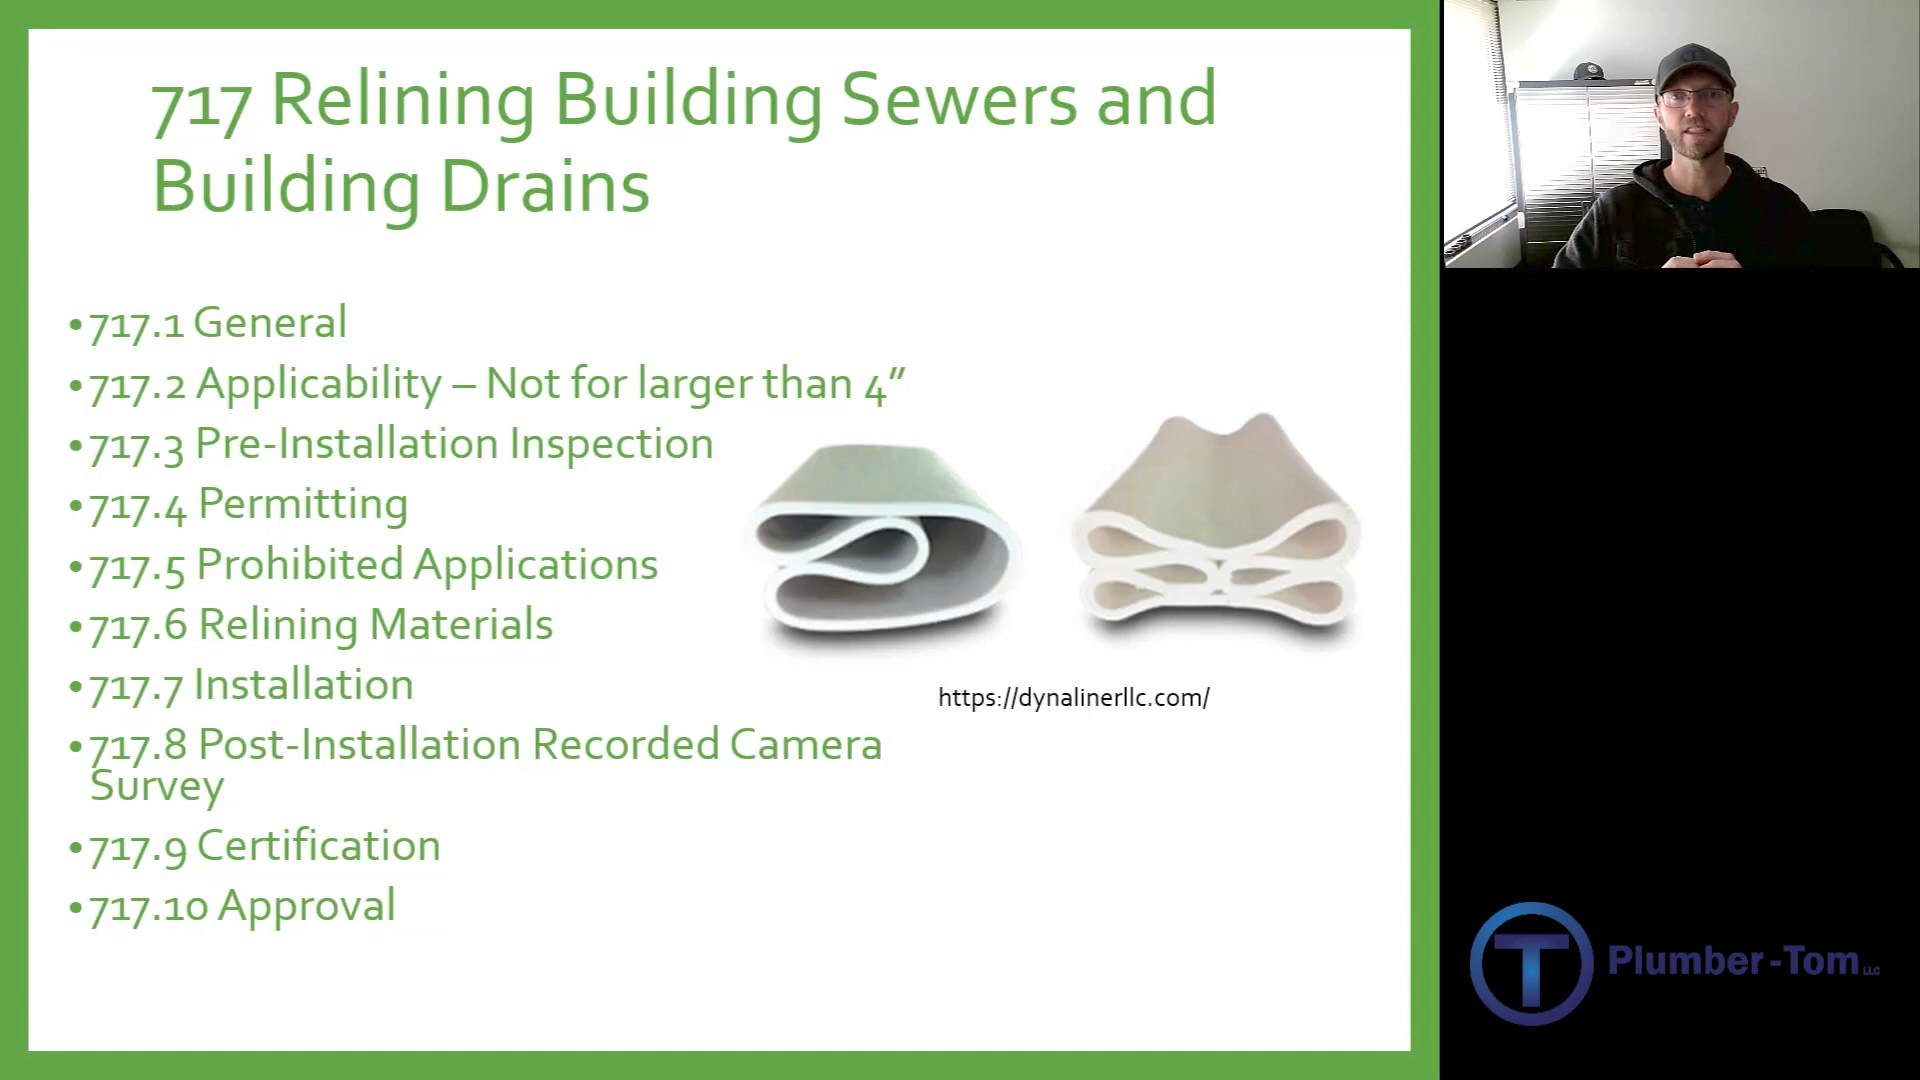 717 Relining Building Sewers and
Building Drains
•717.1 General
•717.2 Applicability – Not for larger than 4”
•717.3 Pre-Installation Inspection
•717.4 Permitting
•717.5 Prohibited Applications
•717.6 Relining Materials
•717.7 Installation
•717.8 Post-Installation Recorded Camera
Survey
•717.9 Certification
•717.10 Approval
https://dynalinerllc.com/
T Plumber-Tom LLC